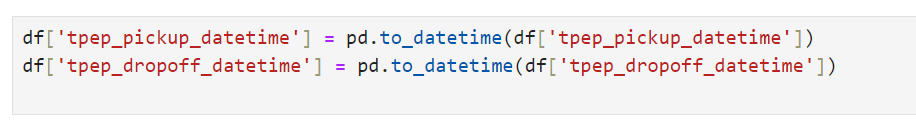 df['tpep_pickup_datetime'] = pd.to_datetime(df['tpep_pickup_datetime'])
df['tpep_dropoff_datetime'] = pd.to_datetime(df['tpep_dropoff_datetime'])